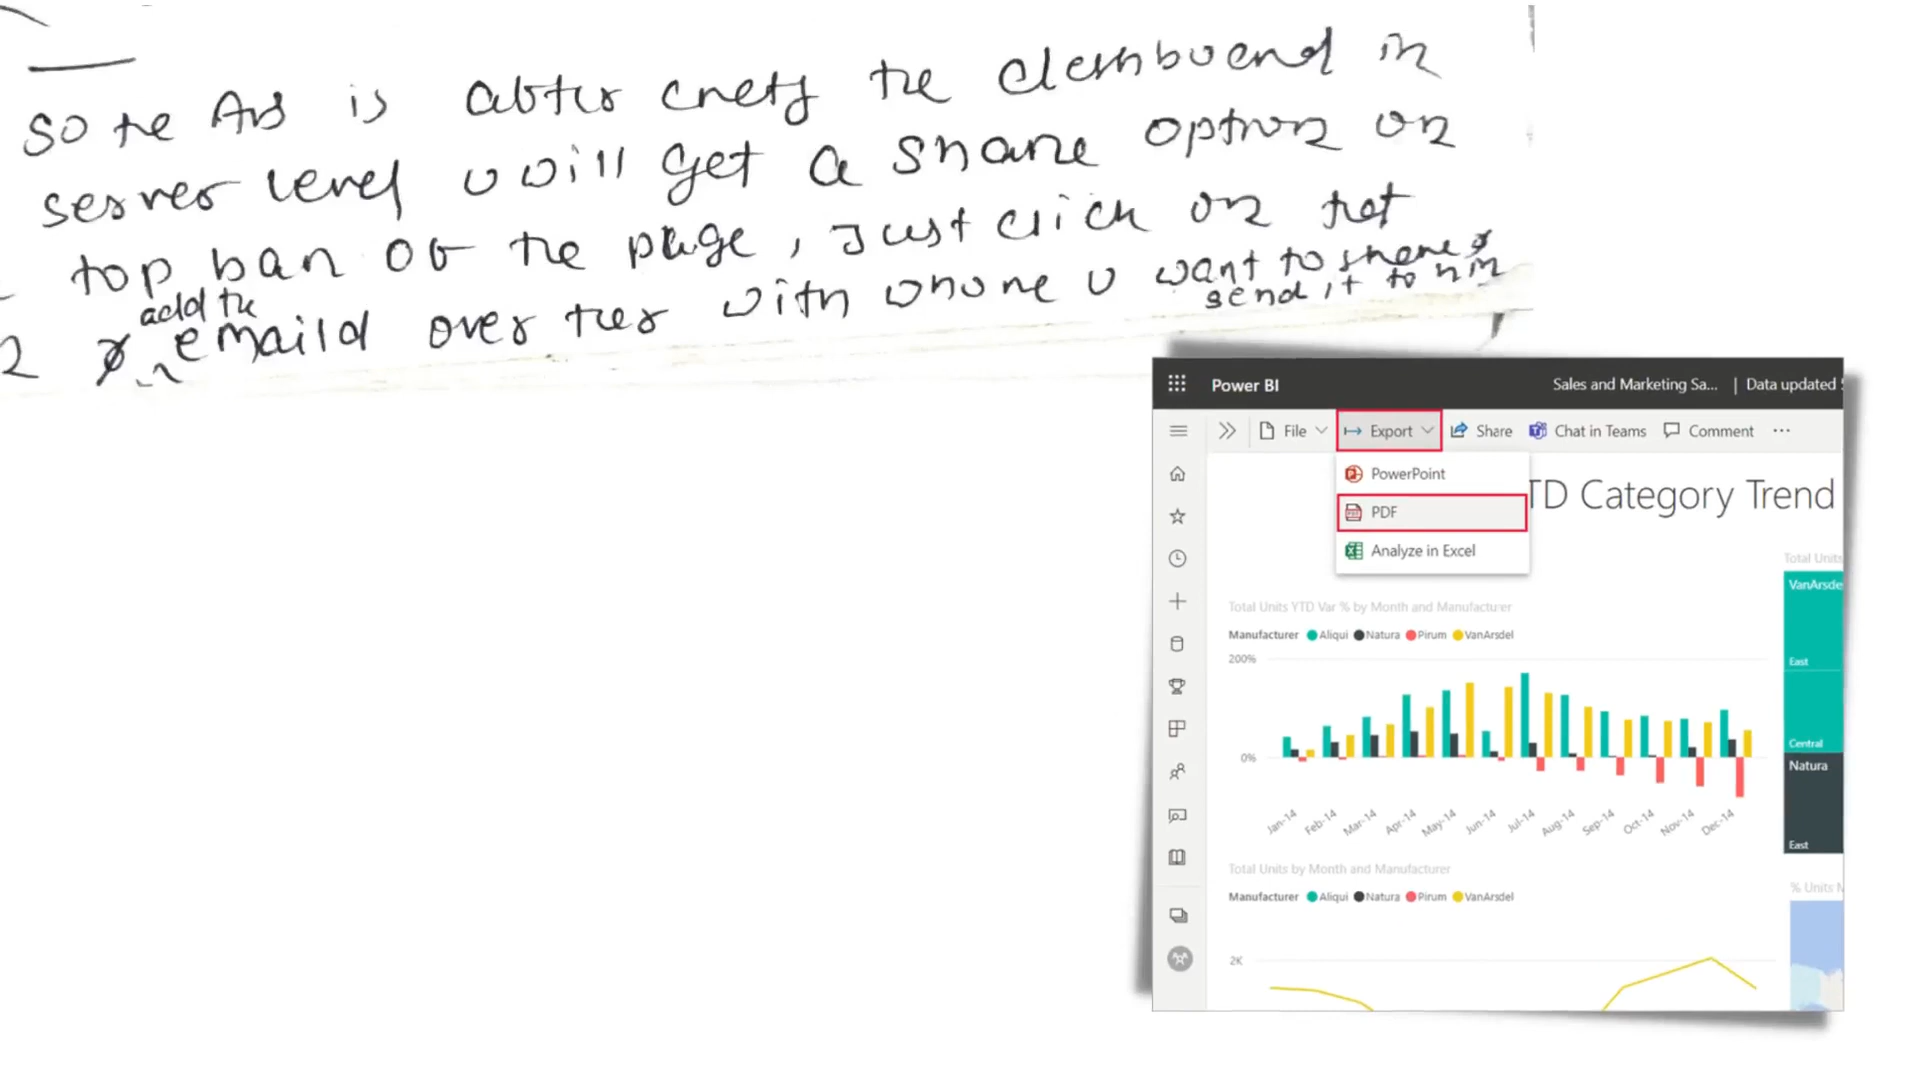 So the Ans is after creatg the dashboard in
server level u will get a share option on
top bar of the page, Just click on that
add the
emailid over ther with whome u want to share &
send it to him
Power BI
Sales and Marketing Sa... | Data updated
File
Export
Share
Chat in Teams
Comment
...
PowerPoint
PDF
Analyze in Excel
TD Category Trend
Total Units
VanArsde
East
Central
Natura
East
Total Units YTD Var % by Month and Manufacturer
Manufacturer Aliqui Natura Pirum VanArsdel
200%
0%
Jan-14 Feb-14 Mar-14 Apr-14 May-14 Jun-14 Jul-14 Aug-14 Sep-14 Oct-14 Nov-14 Dec-14
Total Units by Month and Manufacturer
Manufacturer Aliqui Natura Pirum VanArsdel
% Units M
2K